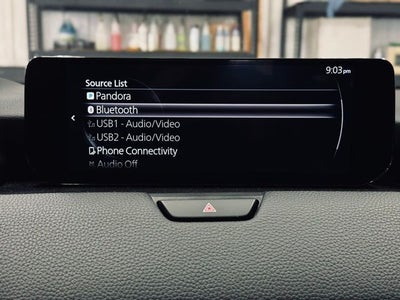 9:03pm
Source List
Pandora
Bluetooth
USB1 - Audio/Video
USB2 - Audio/Video
Phone Connectivity
Audio Off